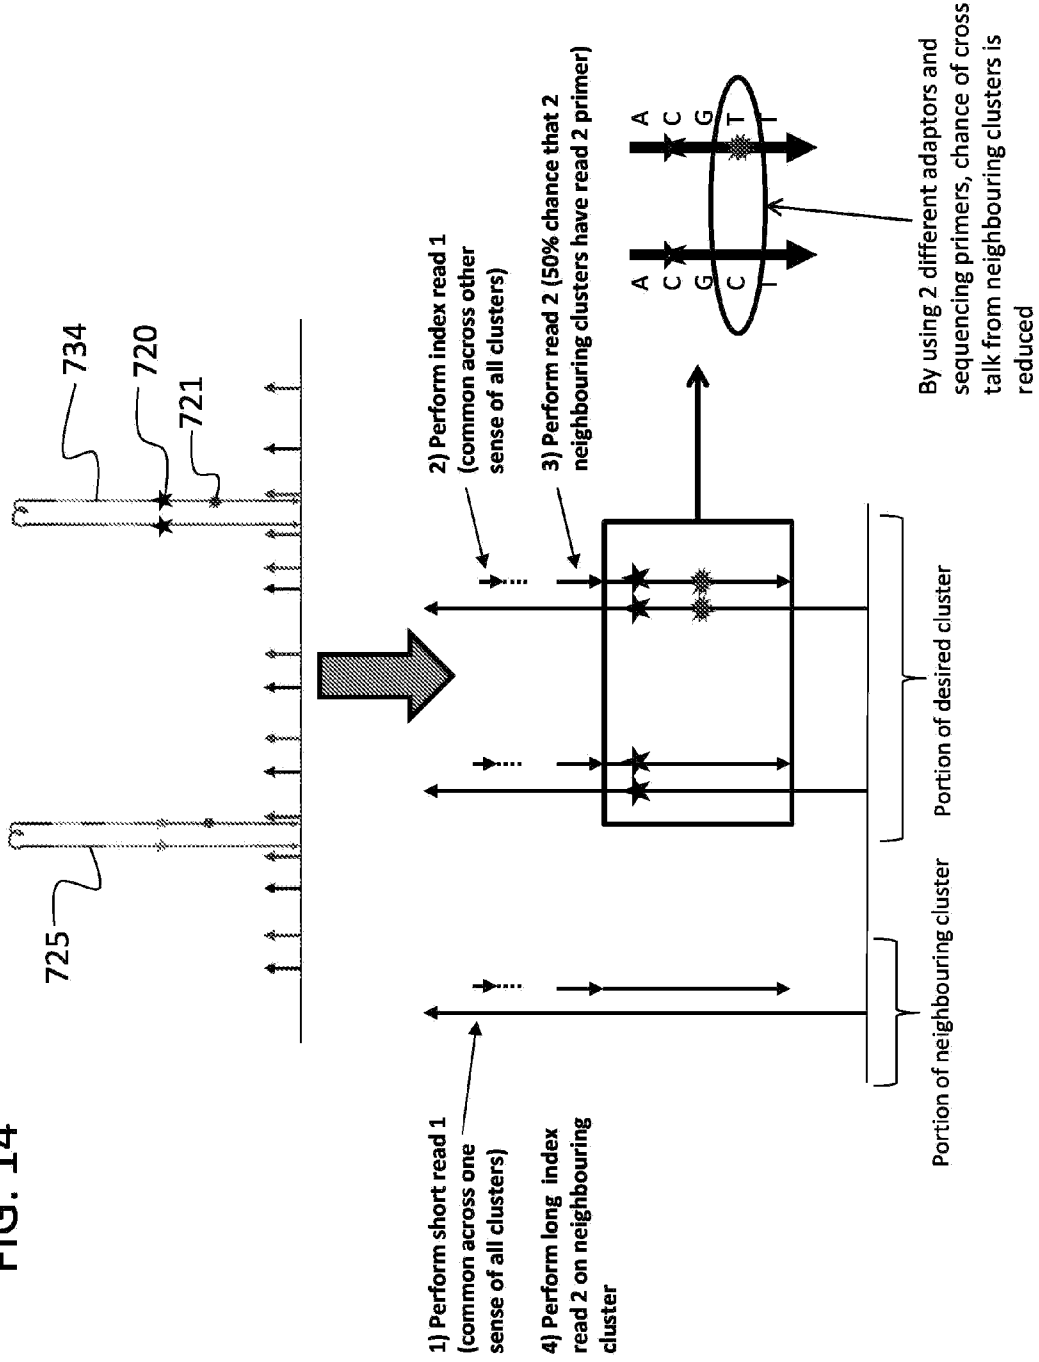 FIG. 14
725
734
720
721
1) Perform short read 1
(common across one
sense of all clusters)
4) Perform long index
read 2 on neighbouring
cluster
2) Perform index read 1
(common across other
sense of all clusters)
3) Perform read 2 (50% chance that 2
neighbouring clusters have read 2 primer)
A
C
G
C
T
A
C
G
T
T
By using 2 different adaptors and
sequencing primers, chance of cross
talk from neighbouring clusters is
reduced
Portion of neighbouring cluster
Portion of desired cluster